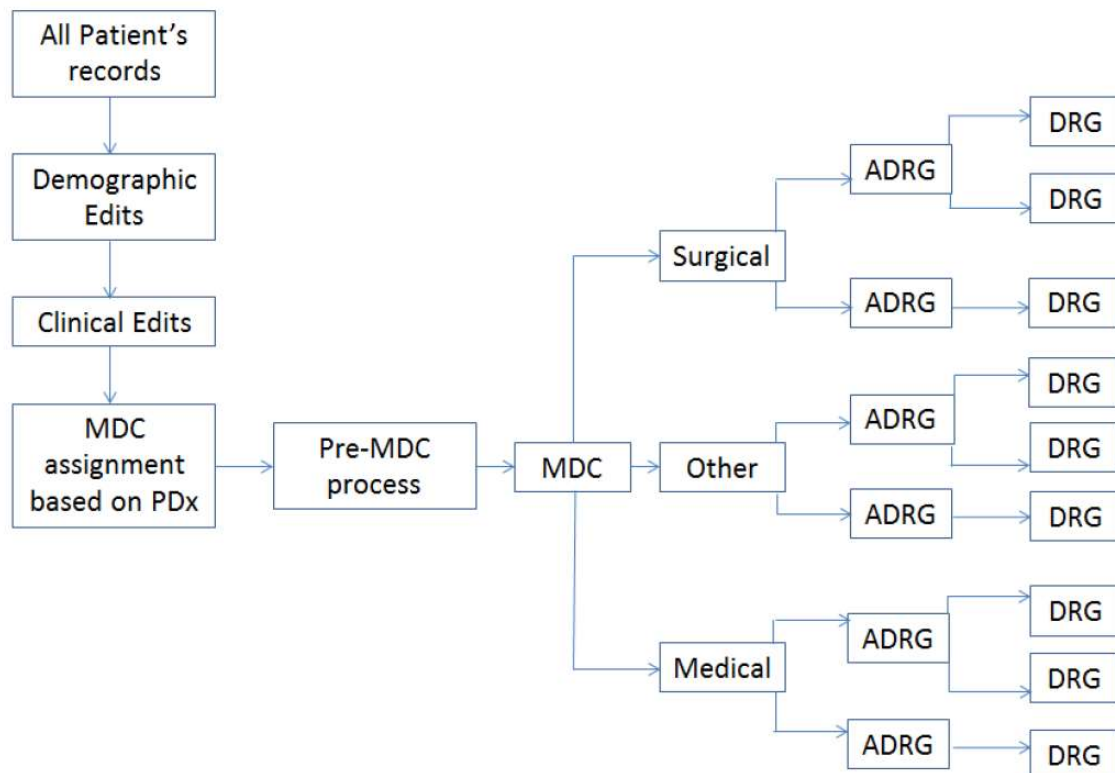 All Patient's
records
Demographic
Edits
Clinical Edits
MDC
assignment
based on PDx
Pre-MDC
process
MDC
Surgical
ADRG
DRG
DRG
ADRG
DRG
Other
ADRG
DRG
DRG
ADRG
DRG
Medical
ADRG
DRG
DRG
ADRG
DRG